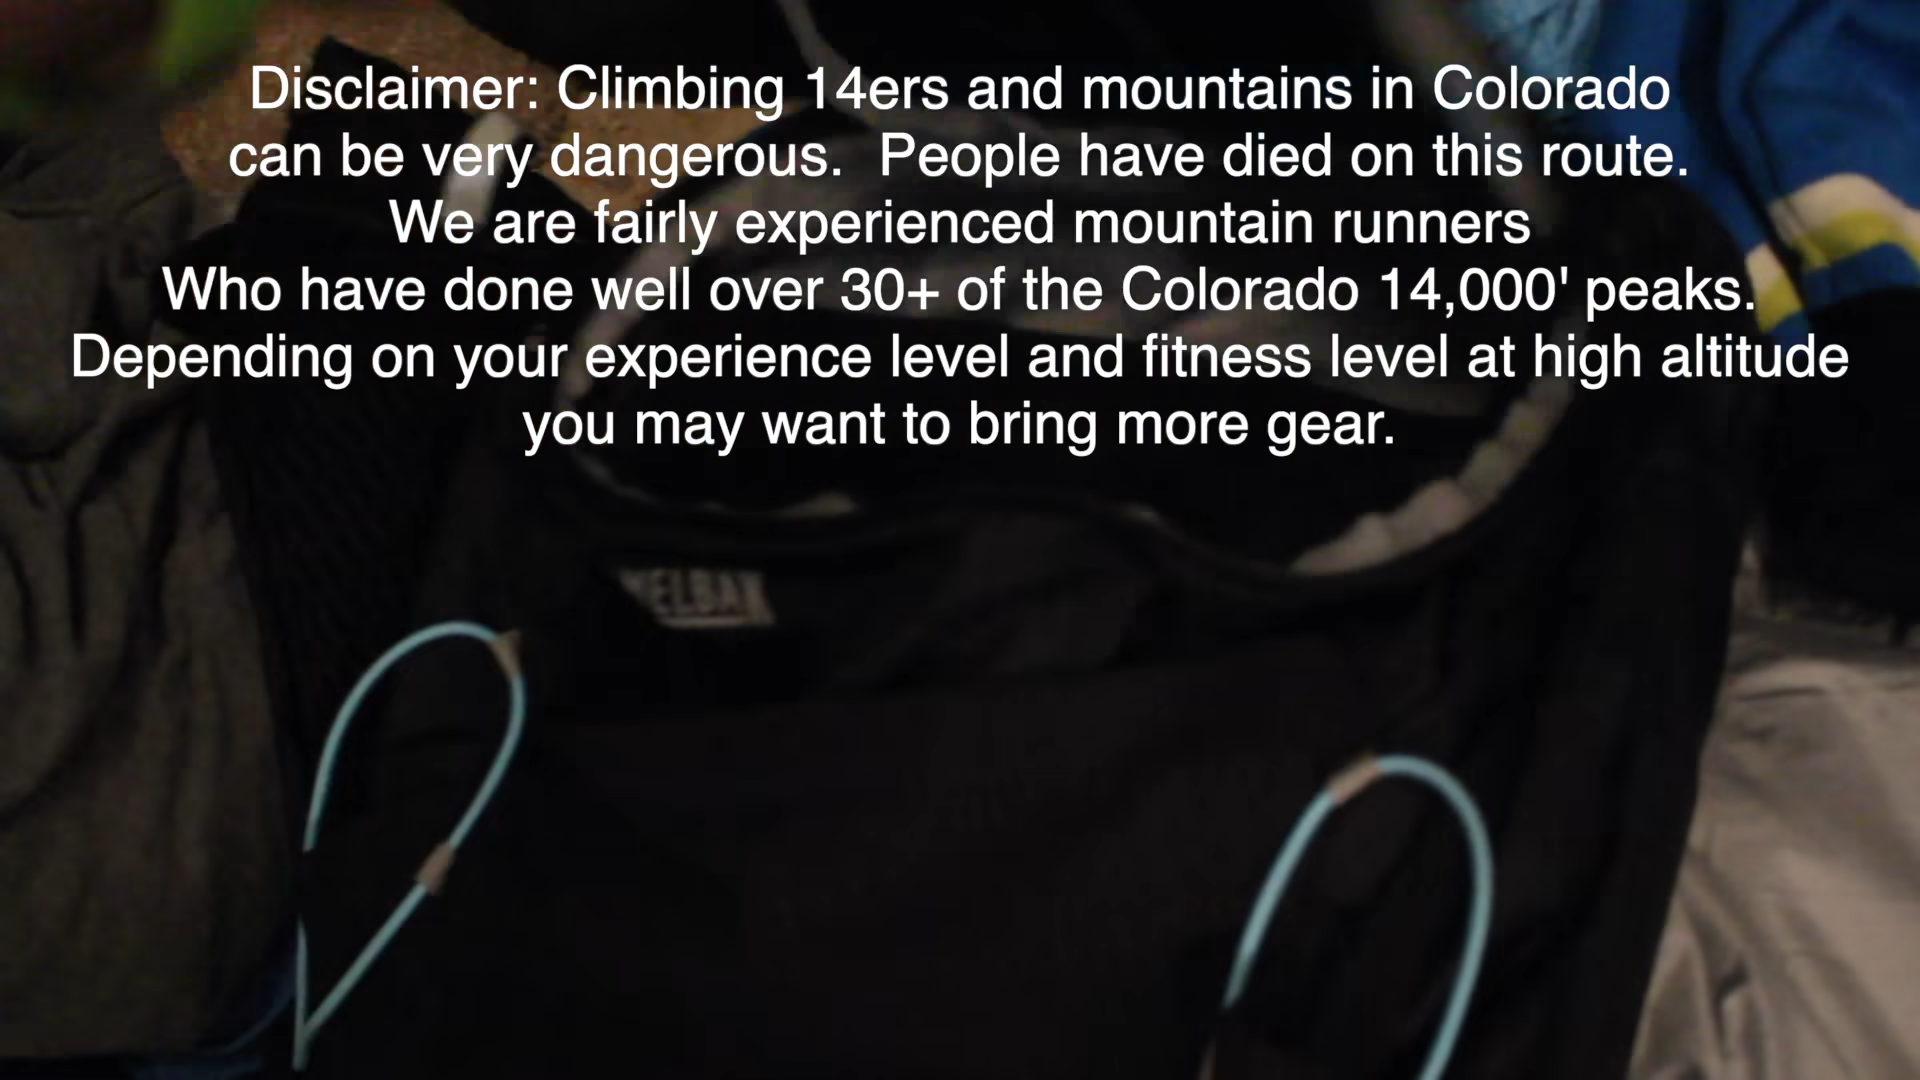 Disclaimer: Climbing 14ers and mountains in Colorado
can be very dangerous.  People have died on this route.
We are fairly experienced mountain runners
Who have done well over 30+ of the Colorado 14,000' peaks.
Depending on your experience level and fitness level at high altitude
you may want to bring more gear.
ELBAK